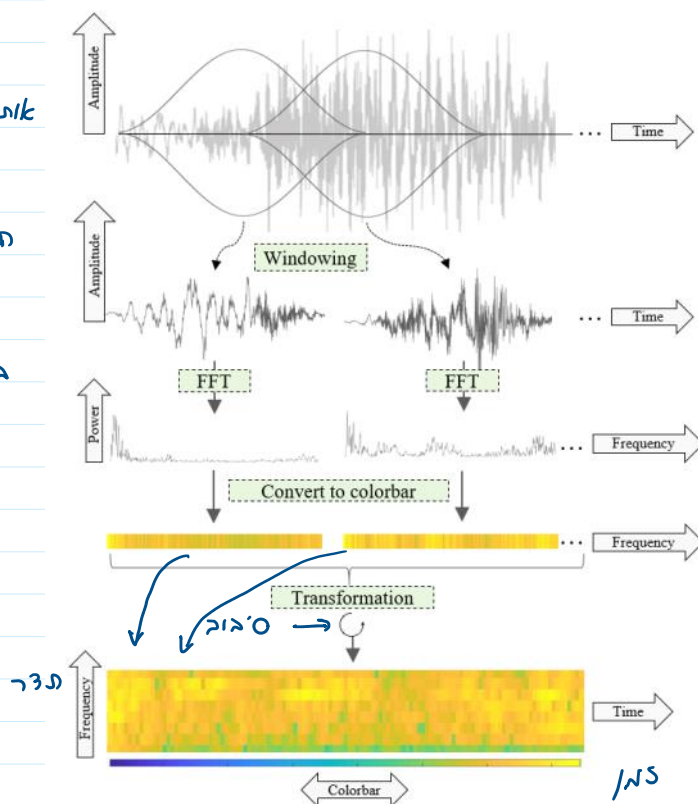 Amplitude
אות
... Time
Amplitude
Windowing
... Time
FFT FFT
Power
... Frequency
Convert to colorbar
... Frequency
Transformation
סיבוב
תדר
Frequency
Time
זמן
Colorbar